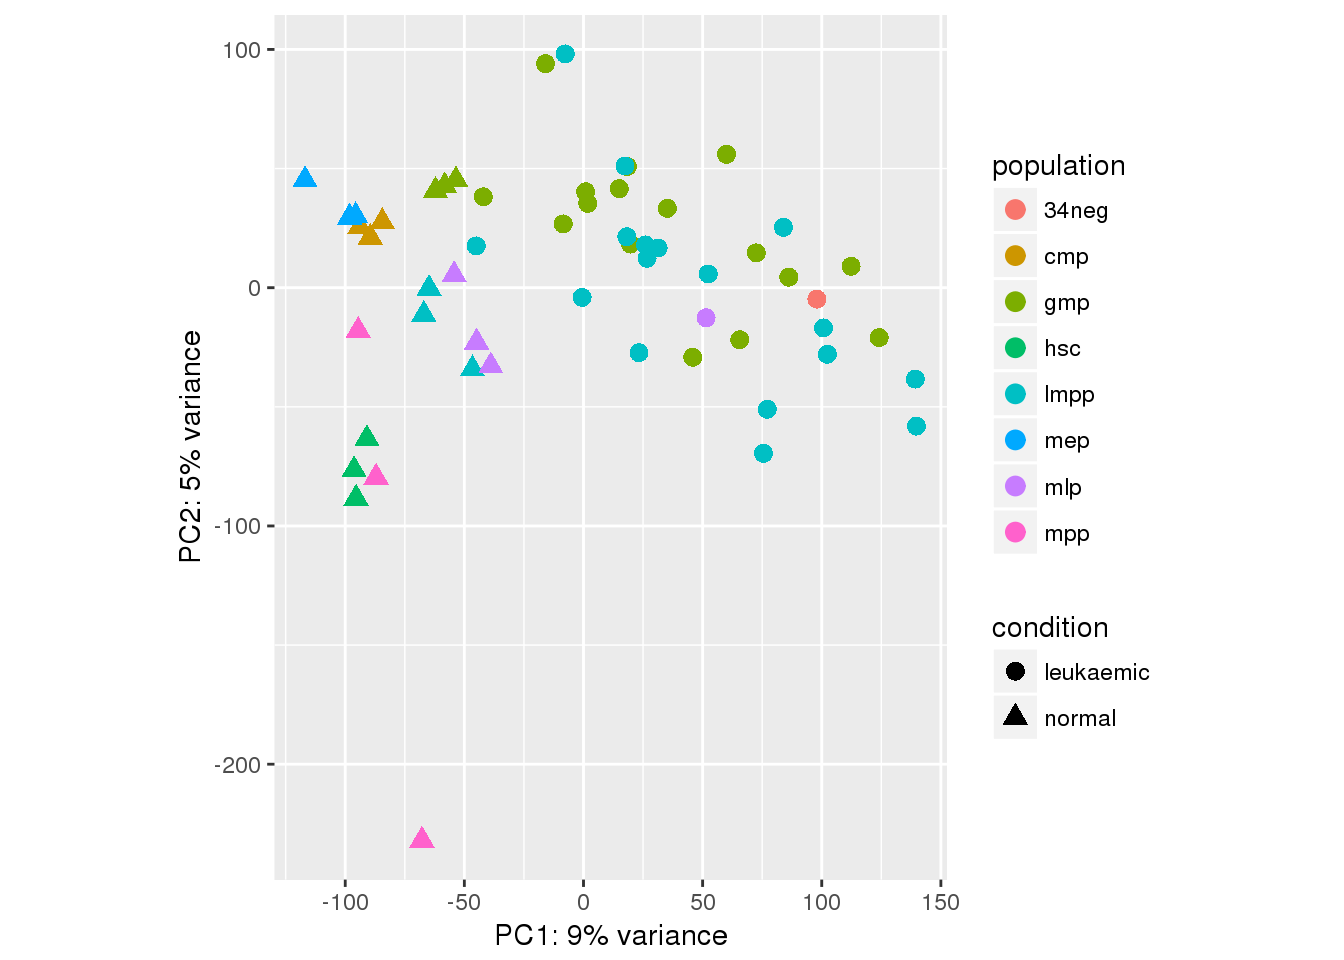 100
0
-100
-200
PC2: 5% variance
-100 -50 0 50 100 150
PC1: 9% variance
population
34neg
cmp
gmp
hsc
lmpp
mep
mlp
mpp
condition
leukaemic
normal